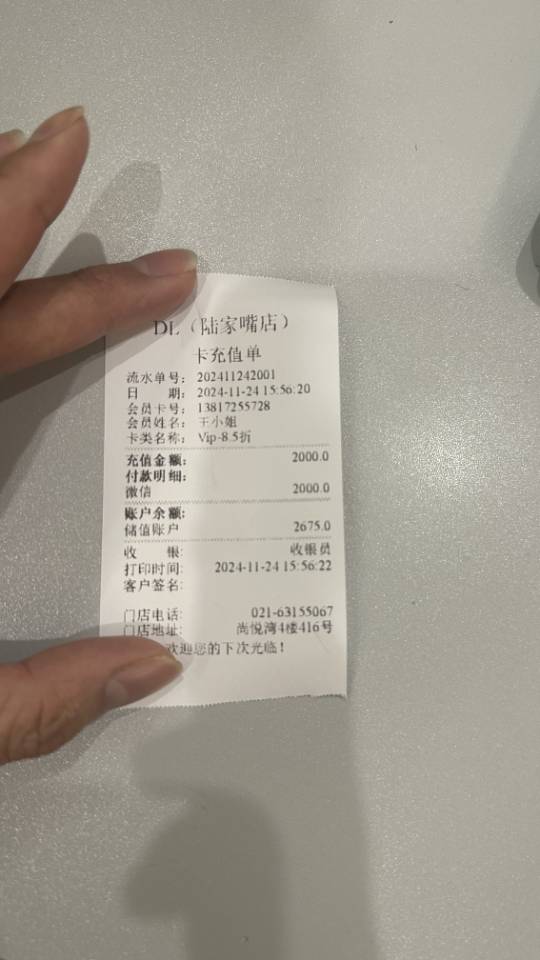 DL（陆家嘴店）
卡充值单
流水单号: 202411242001
日 期: 2024-11-24 15:56:20
会员卡号: 13817255728
会员姓名: 王小姐
卡类名称: Vip-8.5折
充值金额: 2000.0
付款明细:
微信 2000.0
账户余额:
储值账户 2675.0
收 银: 收银员
打印时间: 2024-11-24 15:56:22
客户签名:
门店电话: 021-63155067
门店地址: 尚悦湾4楼416号
欢迎您的下次光临！